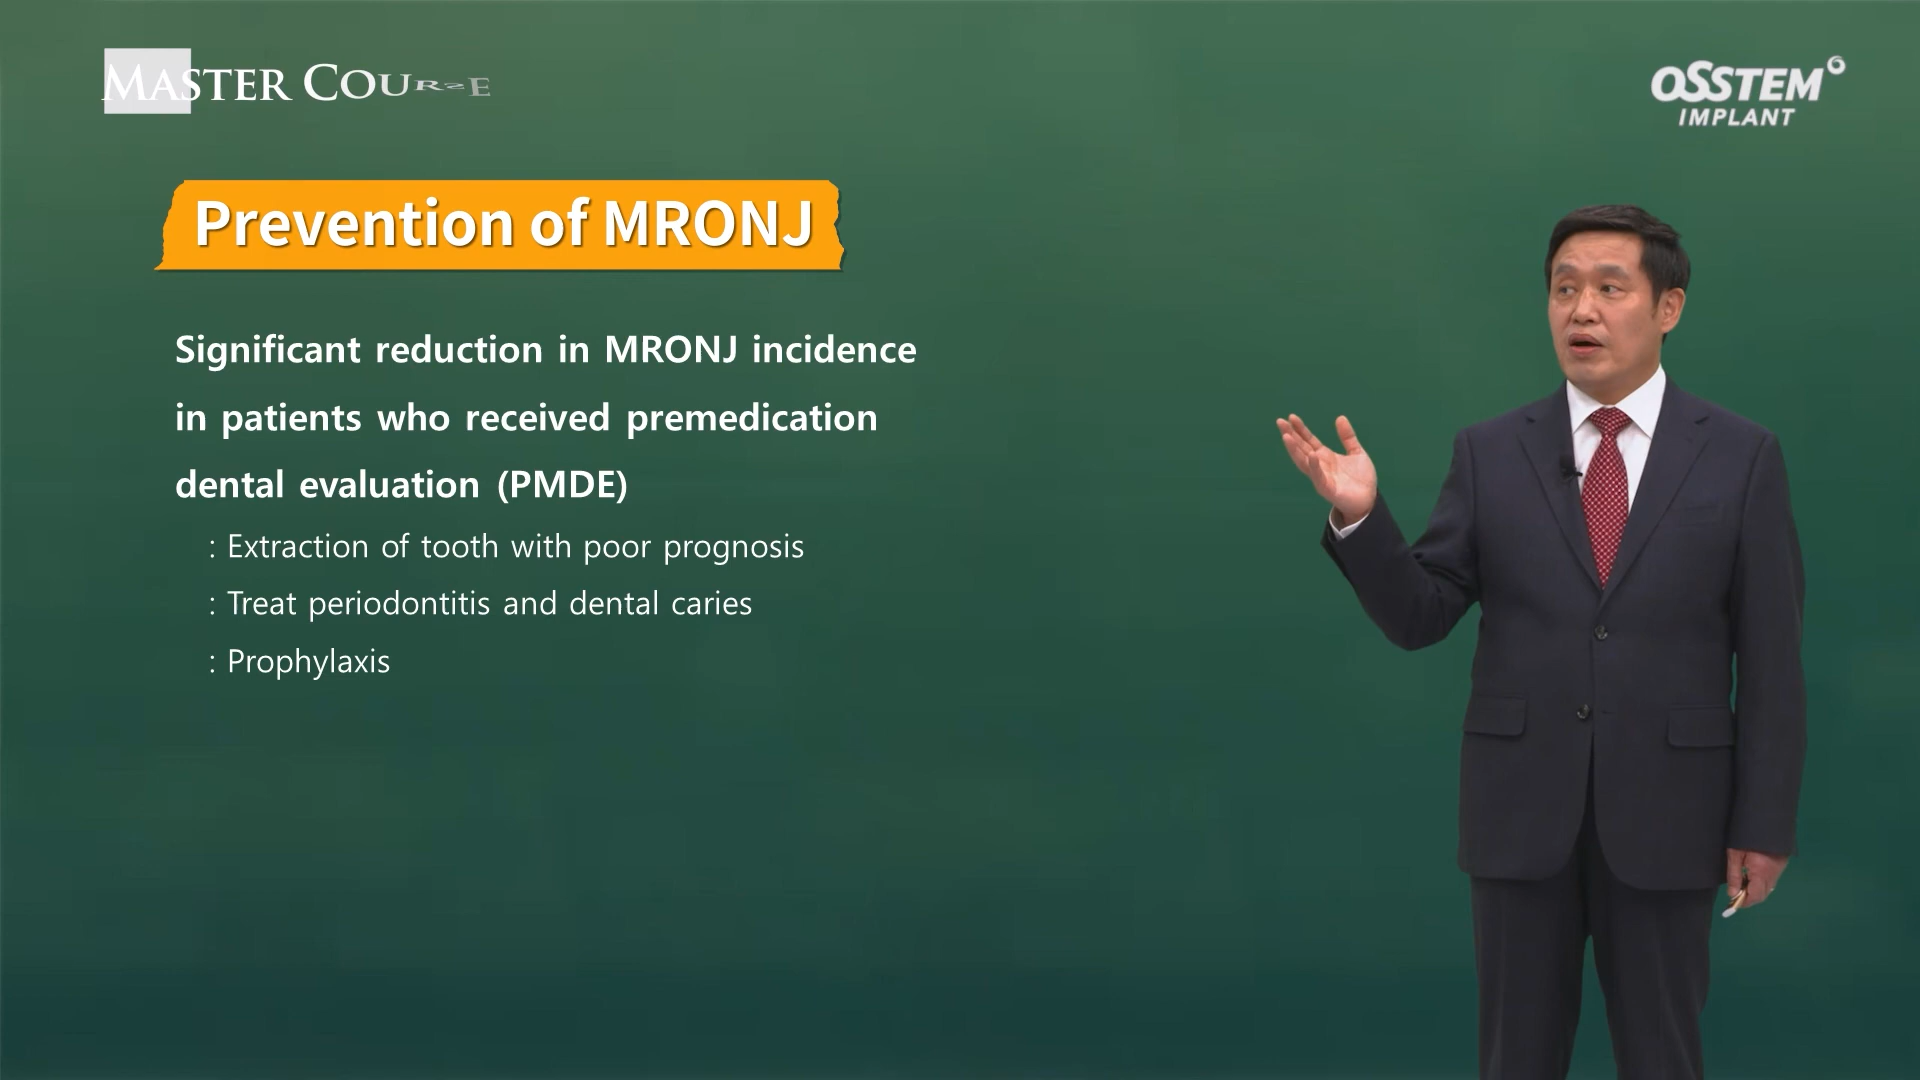 MASTER COURSE
OSSTEM
IMPLANT
Prevention of MRONJ
Significant reduction in MRONJ incidence
in patients who received premedication
dental evaluation (PMDE)
: Extraction of tooth with poor prognosis
: Treat periodontitis and dental caries
: Prophylaxis